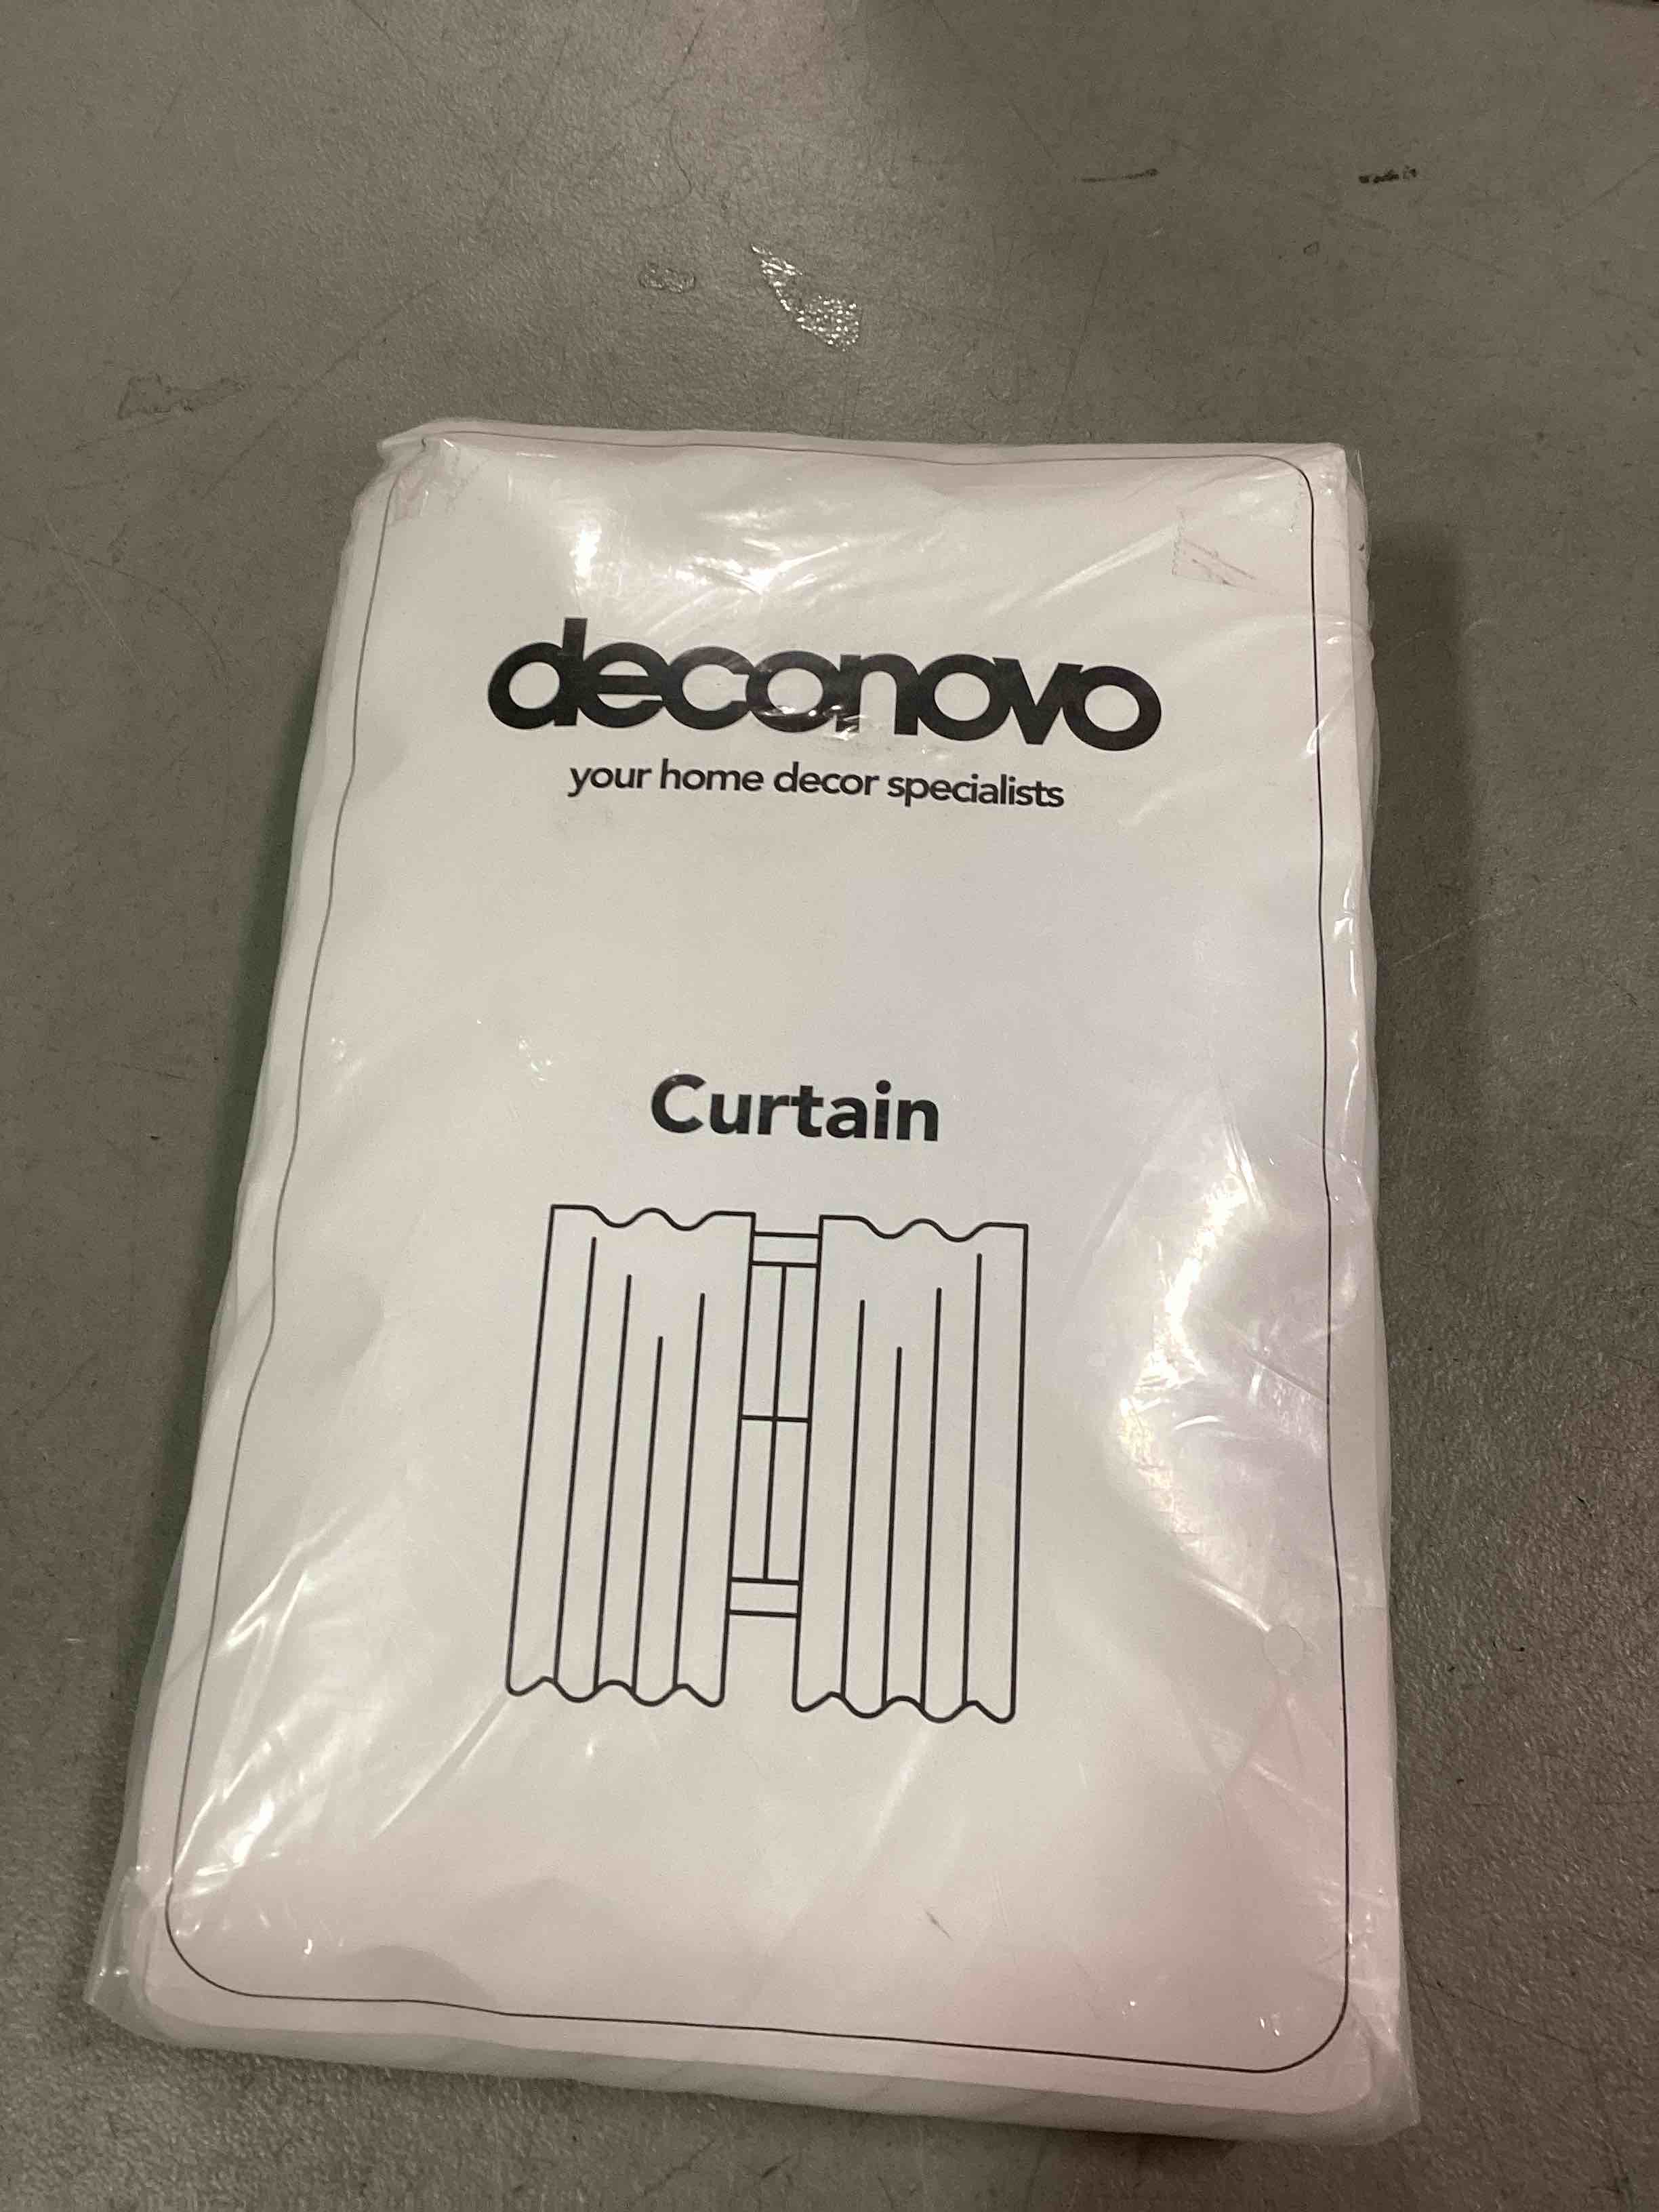 deconovo
your home decor specialists
Curtain